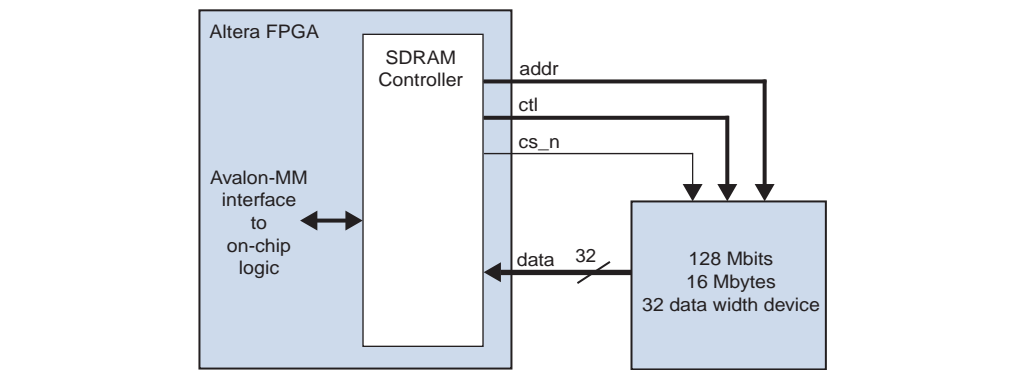 Altera FPGA
SDRAM
Controller
addr
ctl
cs_n
Avalon-MM
interface
to
on-chip
logic
data
32
128 Mbits
16 Mbytes
32 data width device